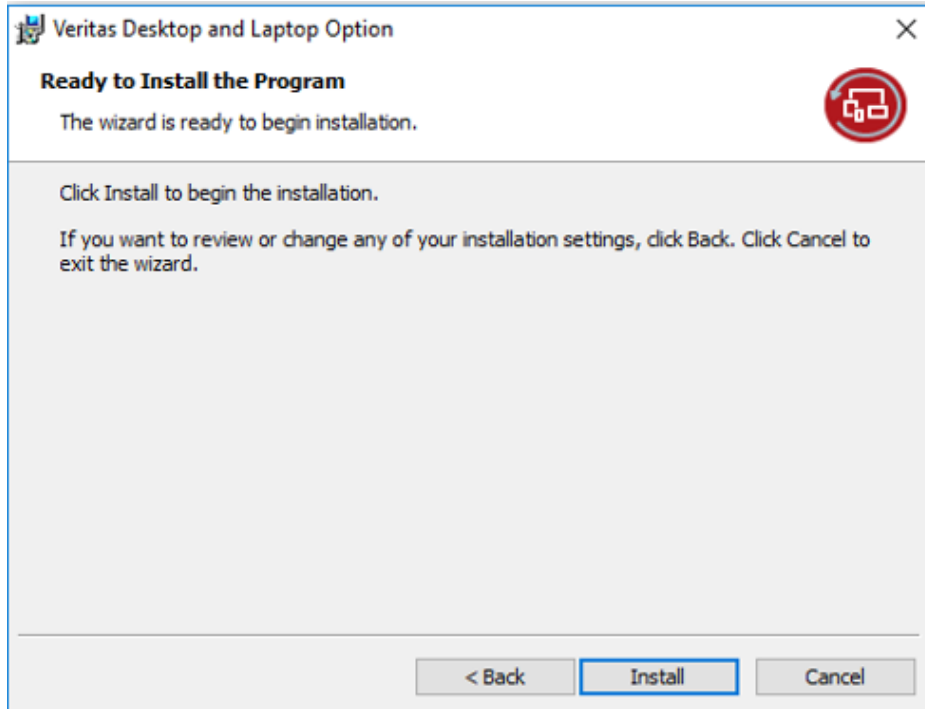 Veritas Desktop and Laptop Option
Ready to Install the Program
The wizard is ready to begin installation.
Click Install to begin the installation.
If you want to review or change any of your installation settings, click Back. Click Cancel to
exit the wizard.
< Back
Install
Cancel